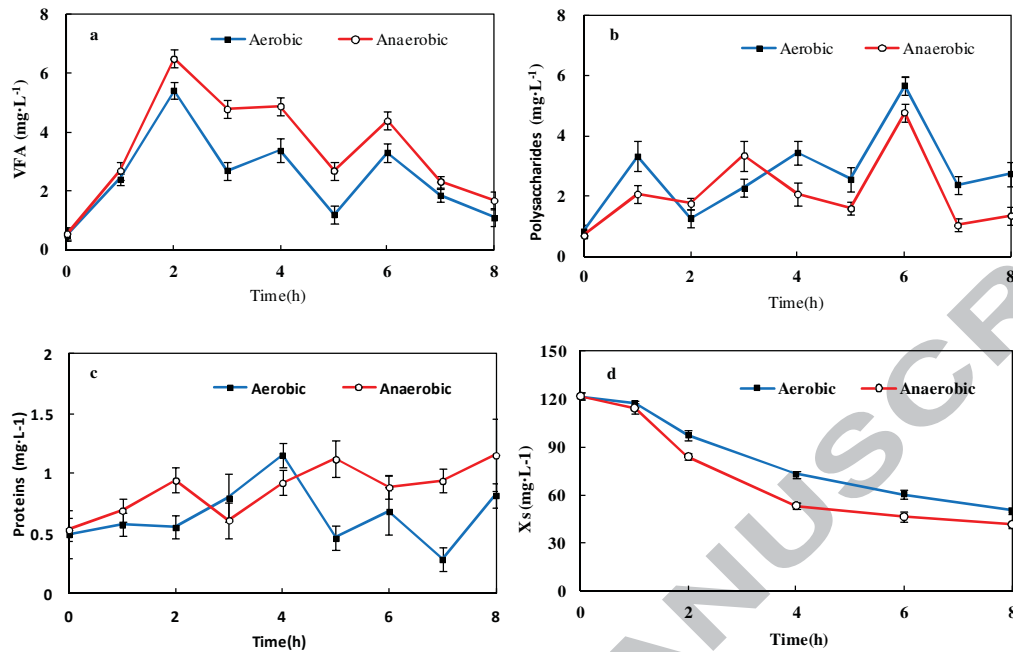 a
Aerobic Anaerobic
VFA (mg·L⁻¹)
8
6
4
2
0
0 2 4 6 8
Time(h)
b
Aerobic Anaerobic
Polysaccharides (mg·L⁻¹)
8
6
4
2
0
0 2 4 6 8
Time(h)
c
Aerobic Anaerobic
Proteins (mg·L-1)
2
1.5
1
0.5
0
0 2 4 6 8
Time(h)
d
Aerobic Anaerobic
Xs (mg·L-1)
150
120
90
60
30
0
0 2 4 6 8
Time(h)
ANUSCR